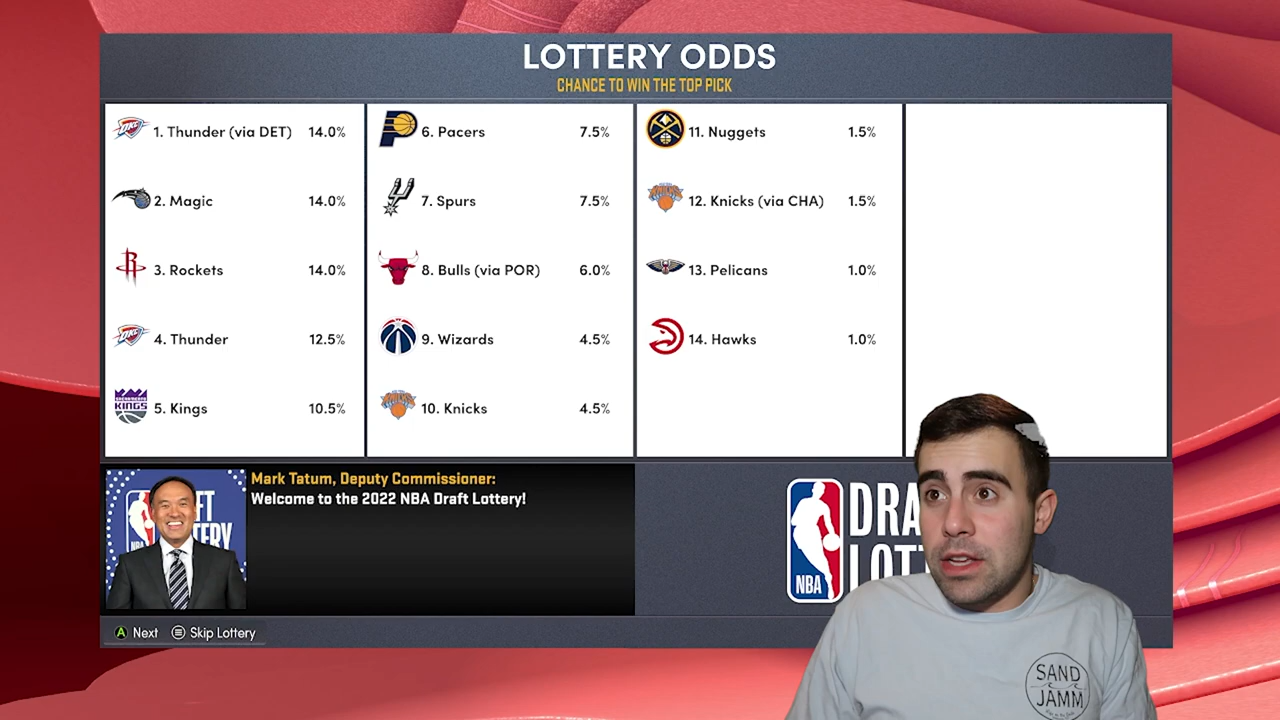 LOTTERY ODDS
CHANCE TO WIN THE TOP PICK
1. Thunder (via DET) 14.0%
2. Magic 14.0%
3. Rockets 14.0%
4. Thunder 12.5%
KINGS 5. Kings 10.5%
6. Pacers 7.5%
7. Spurs 7.5%
8. Bulls (via POR) 6.0%
9. Wizards 4.5%
10. Knicks 4.5%
11. Nuggets 1.5%
12. Knicks (via CHA) 1.5%
13. Pelicans 1.0%
14. Hawks 1.0%
Mark Tatum, Deputy Commissioner:
Welcome to the 2022 NBA Draft Lottery!
NBA
DRA
LOT
A Next Skip Lottery
SAND
JAMM